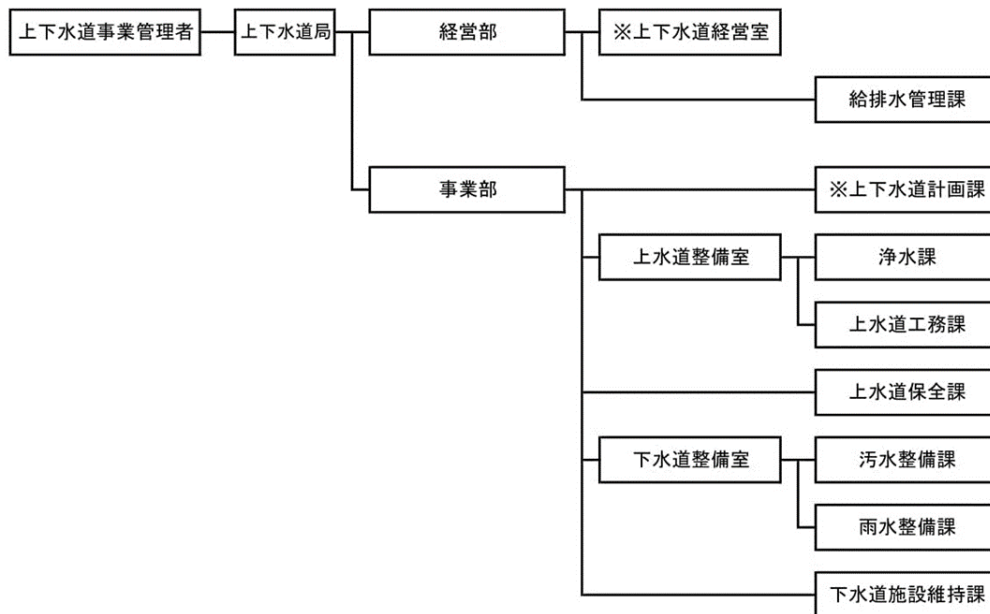 上下水道事業管理者
上下水道局
経営部
※上下水道経営室
給排水管理課
事業部
※上下水道計画課
上水道整備室
浄水課
上水道工務課
上水道保全課
下水道整備室
汚水整備課
雨水整備課
下水道施設維持課